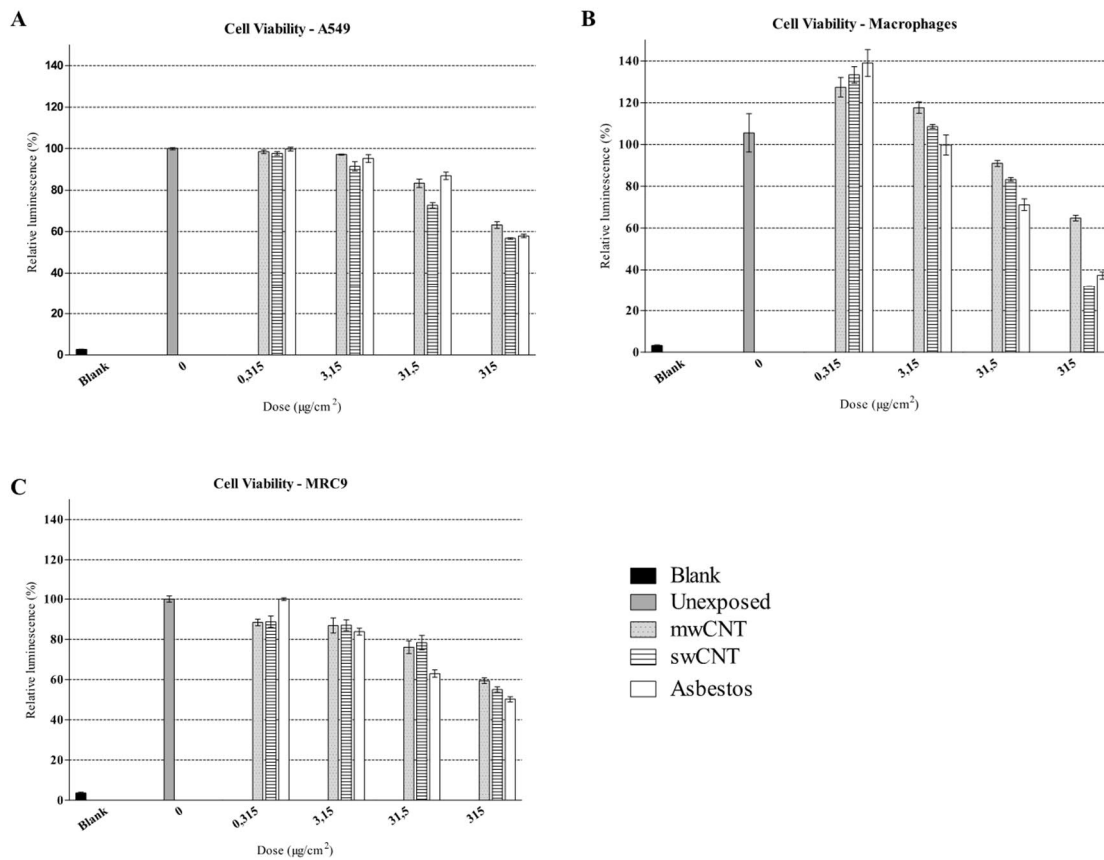 A
Cell Viability - A549
Relative luminescence (%)
140
120
100
80
60
40
20
0
Blank
0
0,315
3,15
31,5
315
Dose (µg/cm²)
B
Cell Viability - Macrophages
Relative luminescence (%)
140
120
100
80
60
40
20
0
Blank
0
0,315
3,15
31,5
315
Dose (µg/cm²)
C
Cell Viability - MRC9
Relative luminescence (%)
140
120
100
80
60
40
20
0
Blank
0
0,315
3,15
31,5
315
Dose (µg/cm²)
Blank
Unexposed
mwCNT
swCNT
Asbestos